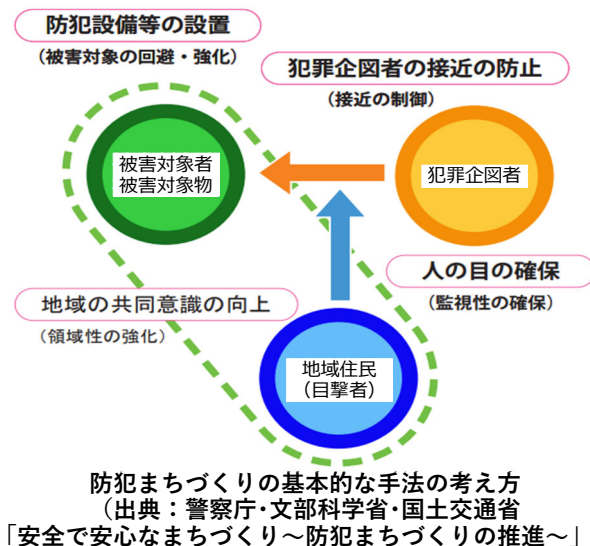 防犯設備等の設置
（被害対象の回避・強化）
犯罪企図者の接近の防止
（接近の制御）
被害対象者
被害対象物
犯罪企図者
人の目の確保
（監視性の確保）
地域の共同意識の向上
（領域性の強化）
地域住民
（目撃者）
防犯まちづくりの基本的な手法の考え方
（出典：警察庁・文部科学省・国土交通省
「安全で安心なまちづくり～防犯まちづくりの推進～」